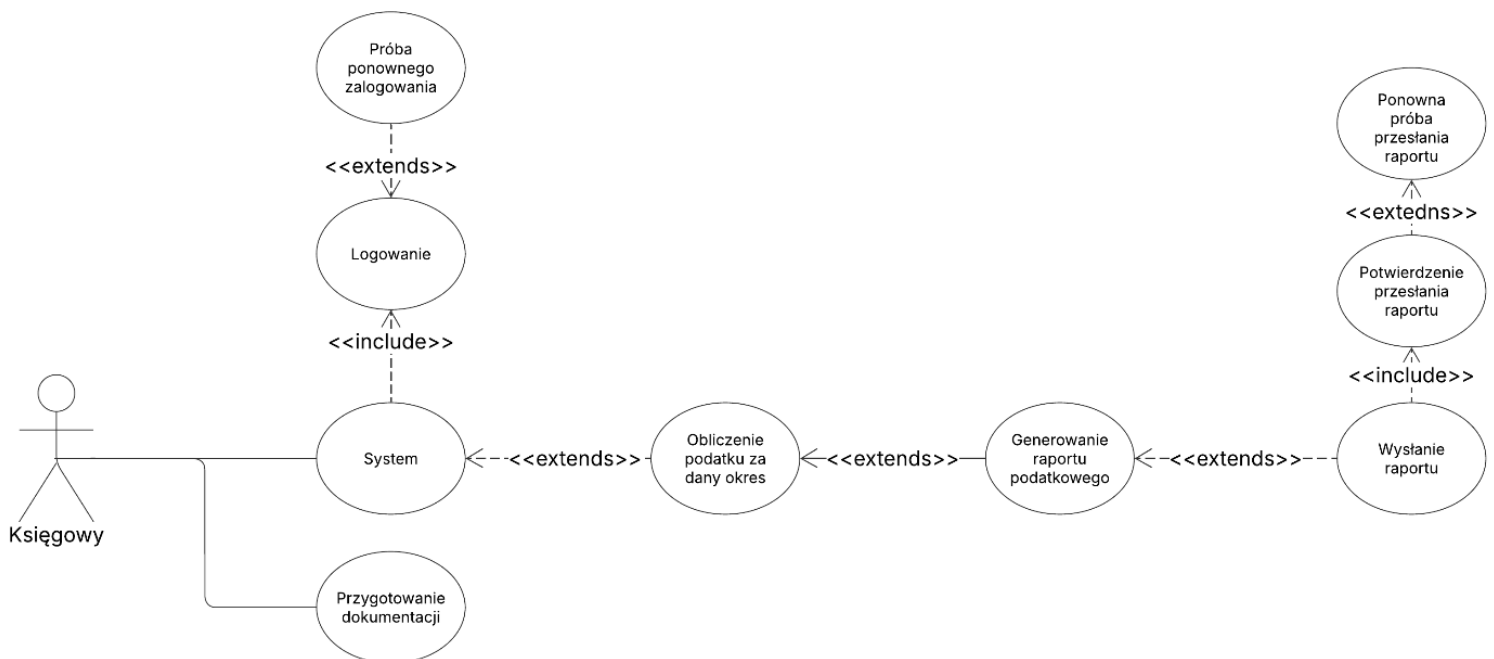 Próba
ponownego
zalogowania
<<extends>>
Logowanie
<<include>>
System
Księgowy
Przygotowanie
dokumentacji
<<extends>>
Obliczenie
podatku za
dany okres
<<extends>>
Generowanie
raportu
podatkowego
<<extends>>
Wysłanie
raportu
<<include>>
Potwierdzenie
przesłania
raportu
<<extedns>>
Ponowna
próba
przesłania
raportu